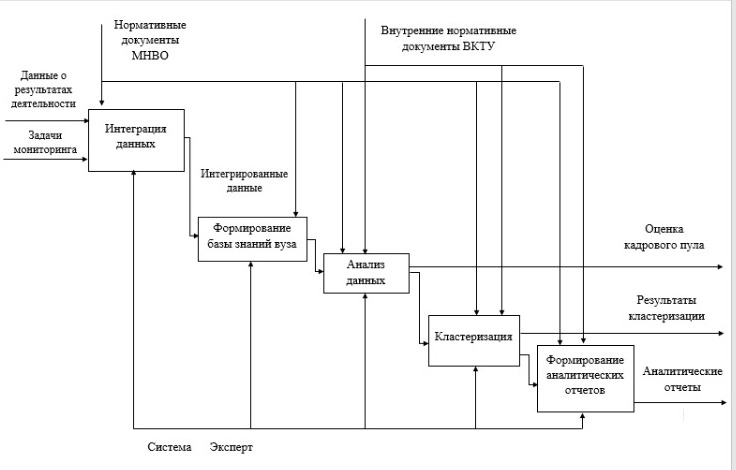 Нормативные
документы
МНВО
Внутренние нормативные
документы ВКТУ
Данные о
результатах
деятельности
Задачи
мониторинга
Интеграция
данных
Интегрированные
данные
Формирование
базы знаний вуза
Анализ
данных
Оценка
кадрового пула
Кластеризация
Результаты
кластеризации
Формирование
аналитических
отчетов
Аналитические
отчеты
Система Эксперт